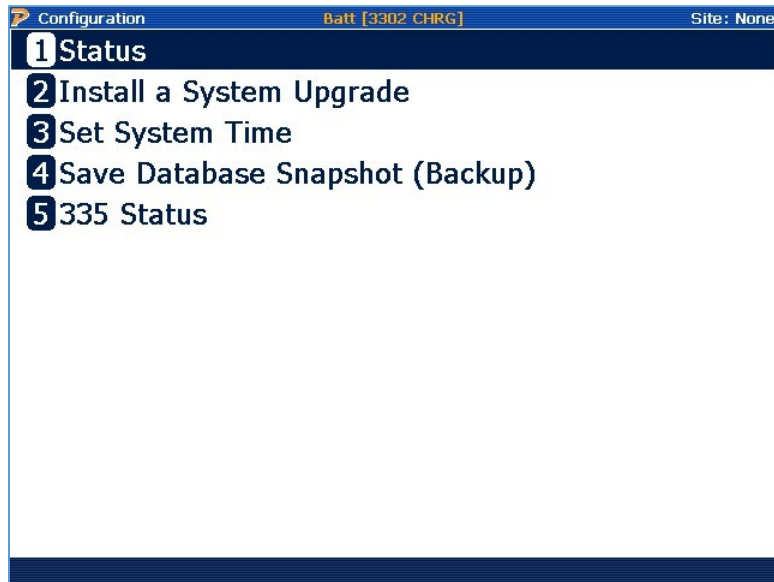 Configuration Batt [3302 CHRG] Site: None
1 Status
2 Install a System Upgrade
3 Set System Time
4 Save Database Snapshot (Backup)
5 335 Status